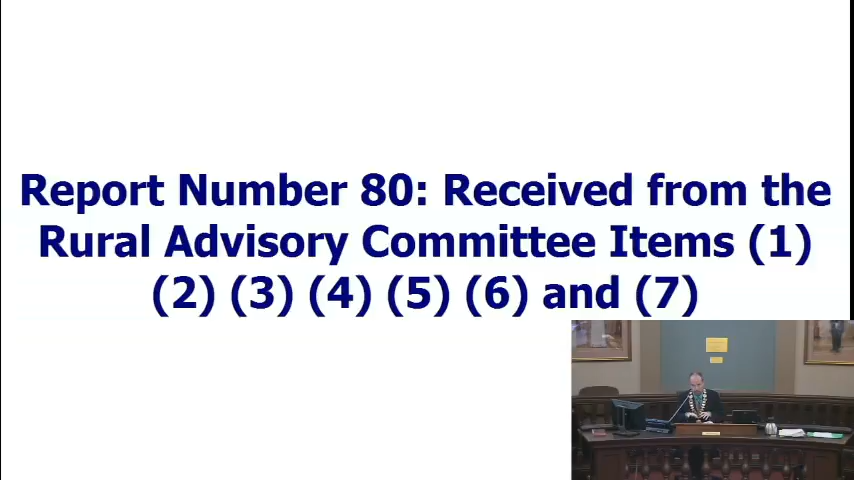 Report Number 80: Received from the
Rural Advisory Committee Items (1)
(2) (3) (4) (5) (6) and (7)